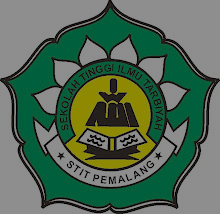 SEKOLAH TINGGI ILMU TARBIYAH
STIT PEMALANG